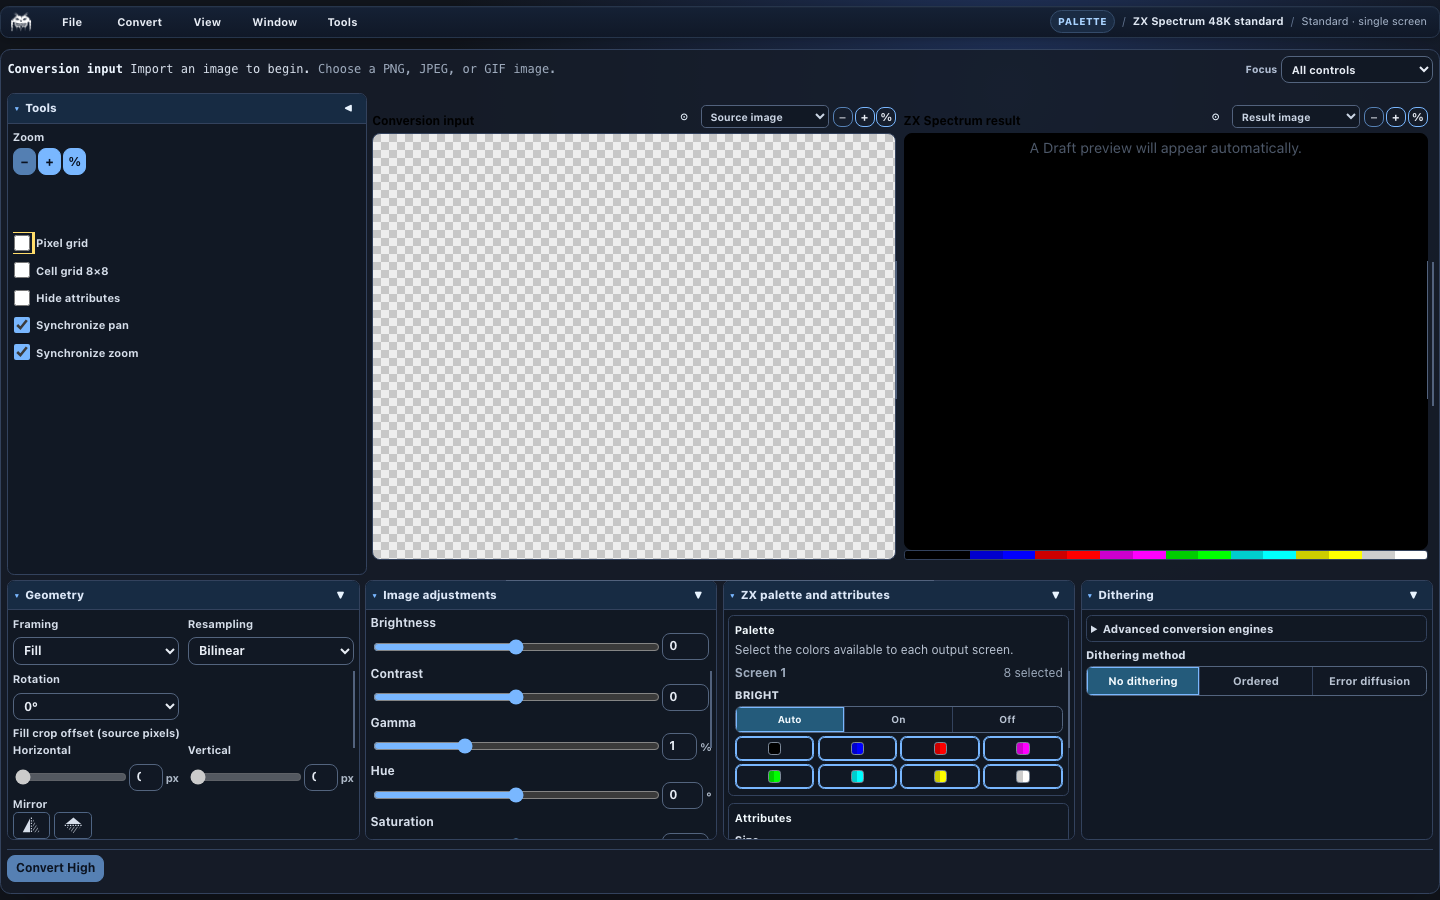 File Convert View Window Tools PALETTE / ZX Spectrum 48K standard / Standard · single screen
Conversion input Import an image to begin. Choose a PNG, JPEG, or GIF image. Focus All controls
Tools
Zoom
− + %
Pixel grid
Cell grid 8×8
Hide attributes
Synchronize pan
Synchronize zoom
Conversion input Source image − + %
ZX Spectrum result Result image − + %
A Draft preview will appear automatically.
Geometry
Framing Resampling
Fill Bilinear
Rotation
0°
Fill crop offset (source pixels)
Horizontal Vertical
px px
Mirror
Image adjustments
Brightness
0
Contrast
0
Gamma
1 %
Hue
0 °
Saturation
ZX palette and attributes
Palette
Select the colors available to each output screen.
Screen 1 8 selected
BRIGHT
Auto On Off
Attributes
Size
Dithering
Advanced conversion engines
Dithering method
No dithering Ordered Error diffusion
Convert High